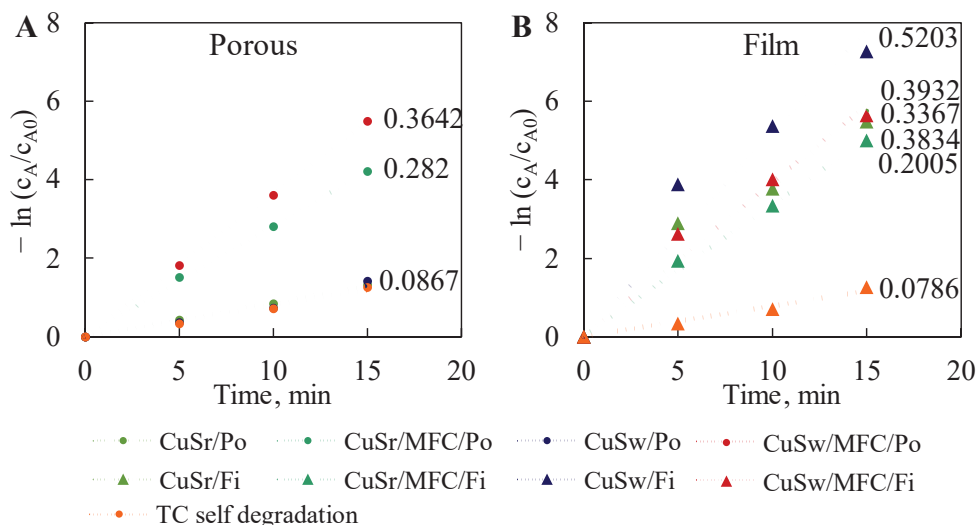 A
Porous
8
6
4
2
0
− ln (cA/cA0)
0.3642
0.282
0.0867
0 5 10 15 20
Time, min
B
Film
8
6
4
2
0
− ln (cA/cA0)
0.5203
0.3932
0.3367
0.3834
0.2005
0.0786
0 5 10 15 20
Time, min
CuSr/Po CuSr/MFC/Po CuSw/Po CuSw/MFC/Po
CuSr/Fi CuSr/MFC/Fi CuSw/Fi CuSw/MFC/Fi
TC self degradation